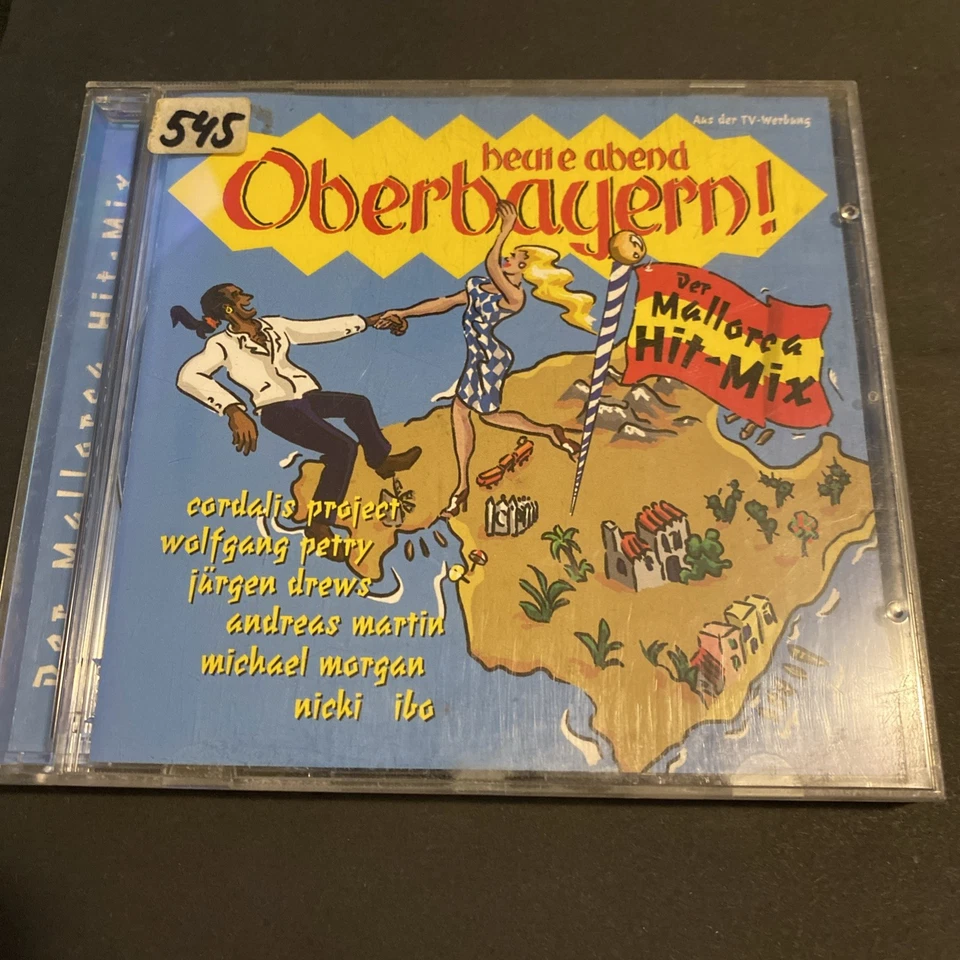 545
Aus der TV-Werbung
heute abend
Oberbayern!
Der
Mallorca
Hit-Mix
cordalis project
wolfgang petry
jürgen drews
andreas martin
michael morgan
nicki ibo
Der Mallorca Hit-Mix